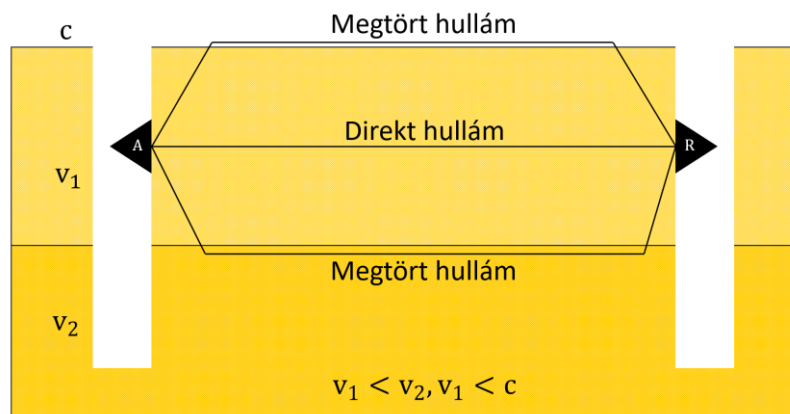 Megtört hullám
c
Direkt hullám
A
R
v₁
Megtört hullám
v₂
v₁ < v₂, v₁ < c